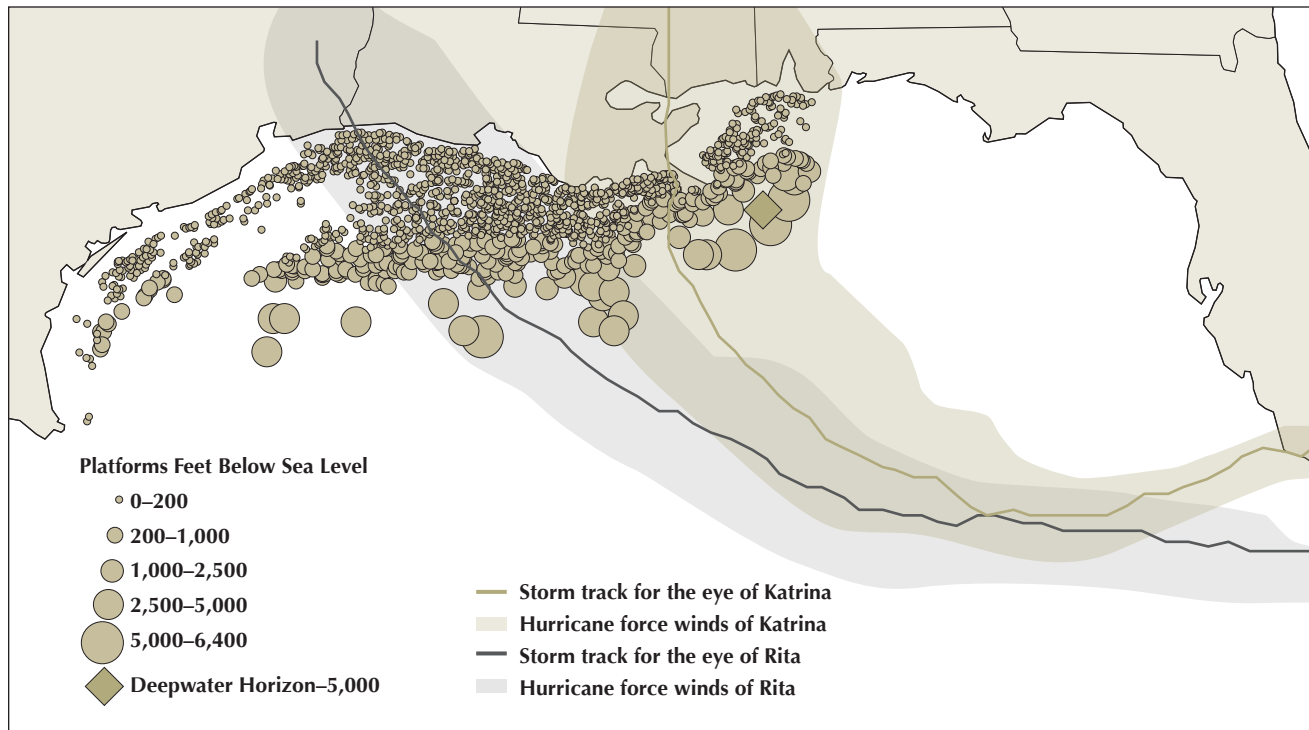 Platforms Feet Below Sea Level
0–200
200–1,000
1,000–2,500
2,500–5,000
5,000–6,400
Deepwater Horizon–5,000
Storm track for the eye of Katrina
Hurricane force winds of Katrina
Storm track for the eye of Rita
Hurricane force winds of Rita